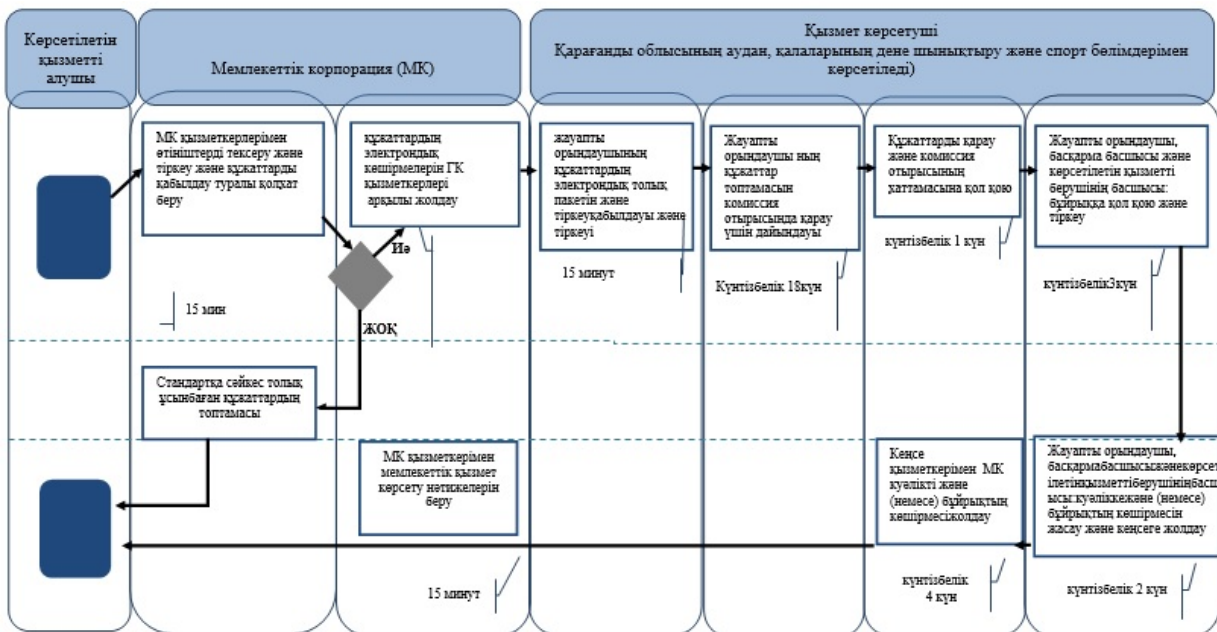 Көрсетілетін
қызметті
алушы
Мемлекеттік корпорация (МК)
Қызмет көрсетуші
Қарағанды облысының аудан, қалаларының дене шынықтыру және спорт бөлімдерімен
көрсетіледі)
МК қызметкерлерімен
өтініштерді тексеру және
тіркеу және құжаттарды
қабылдау туралы қолхат
беру
15 мин
құжаттардың
электрондық
көшірмелерін ГК
қызметкерлері
арқылы жолдау
Иә
ЖОҚ
жауапты
орындаушының
құжаттардың
электрондық толық
пакетін және
тіркеуқабылдауы және
тіркеуі
15 минут
Жауапты
орындаушы ның
құжаттар
топтамасын
комиссия
отырысында қарау
үшін дайындауы
Күнтізбелік 18күн
Құжаттарды қарау
және комиссия
отырысының
хаттамасына қол қою
күнтізбелік 1 күн
Жауапты орындаушы,
басқарма басшысы және
көрсетілетін қызметті
берушінің басшысы:
бұйрыққа қол қою және
тіркеу
күнтізбелік3күн
Стандартқа сәйкес толық
ұсынбаған құжаттардың
топтамасы
МК қызметкерімен
мемлекеттік қызмет
көрсету нәтижелерін
беру
15 минут
Кеңсе
қызметкерімен МК
куәлікті және
(немесе) бұйрықтың
көшірмесіжолдау
күнтізбелік
4 күн
Жауапты орындаушы,
басқармабасшысыжәнекөрсет
ілетінқызметтіберушініңбасш
ысы:куәліккежәне (немесе)
бұйрықтың көшірмесін
жасау және кеңсеге жолдау
күнтізбелік 2 күн